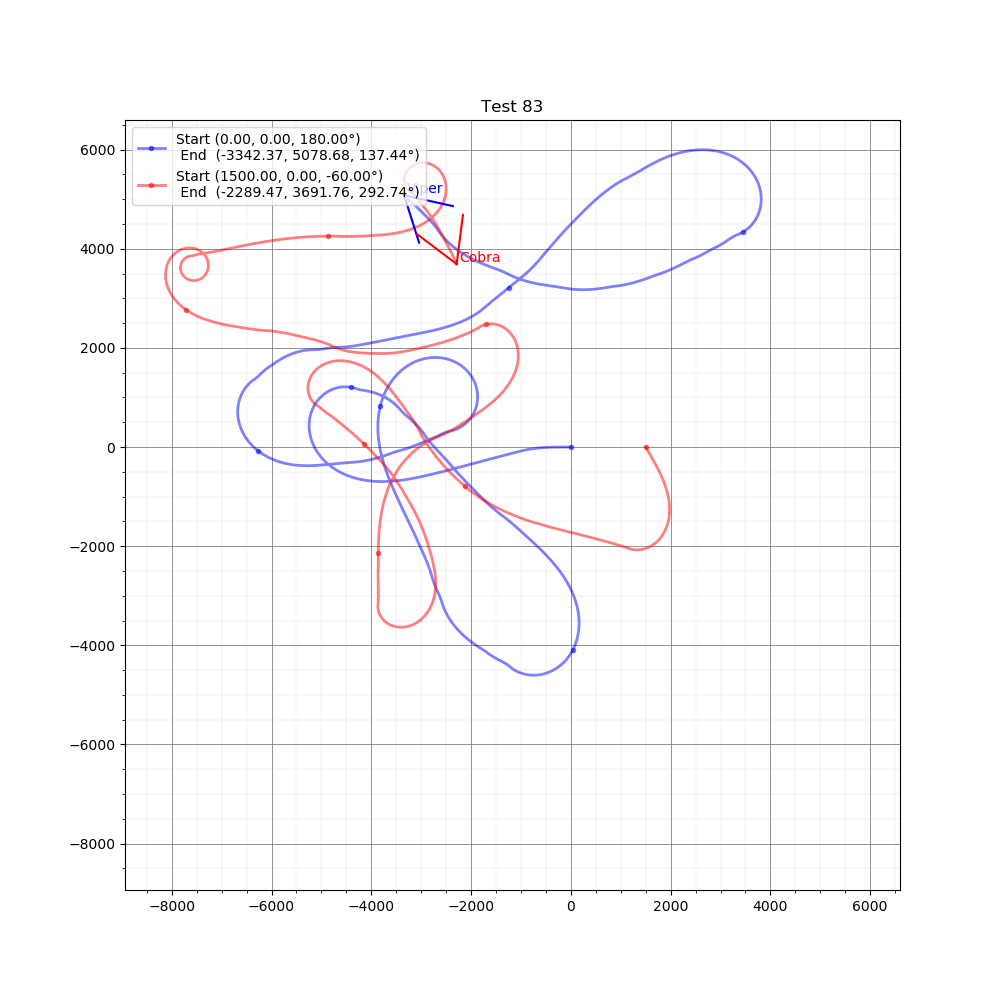 Test 83
Start (0.00, 0.00, 180.00°)
End (-3342.37, 5078.68, 137.44°)
Start (1500.00, 0.00, -60.00°)
End (-2289.47, 3691.76, 292.74°)
Cobra
6000
4000
2000
0
−2000
−4000
−6000
−8000
−8000 −6000 −4000 −2000 0 2000 4000 6000